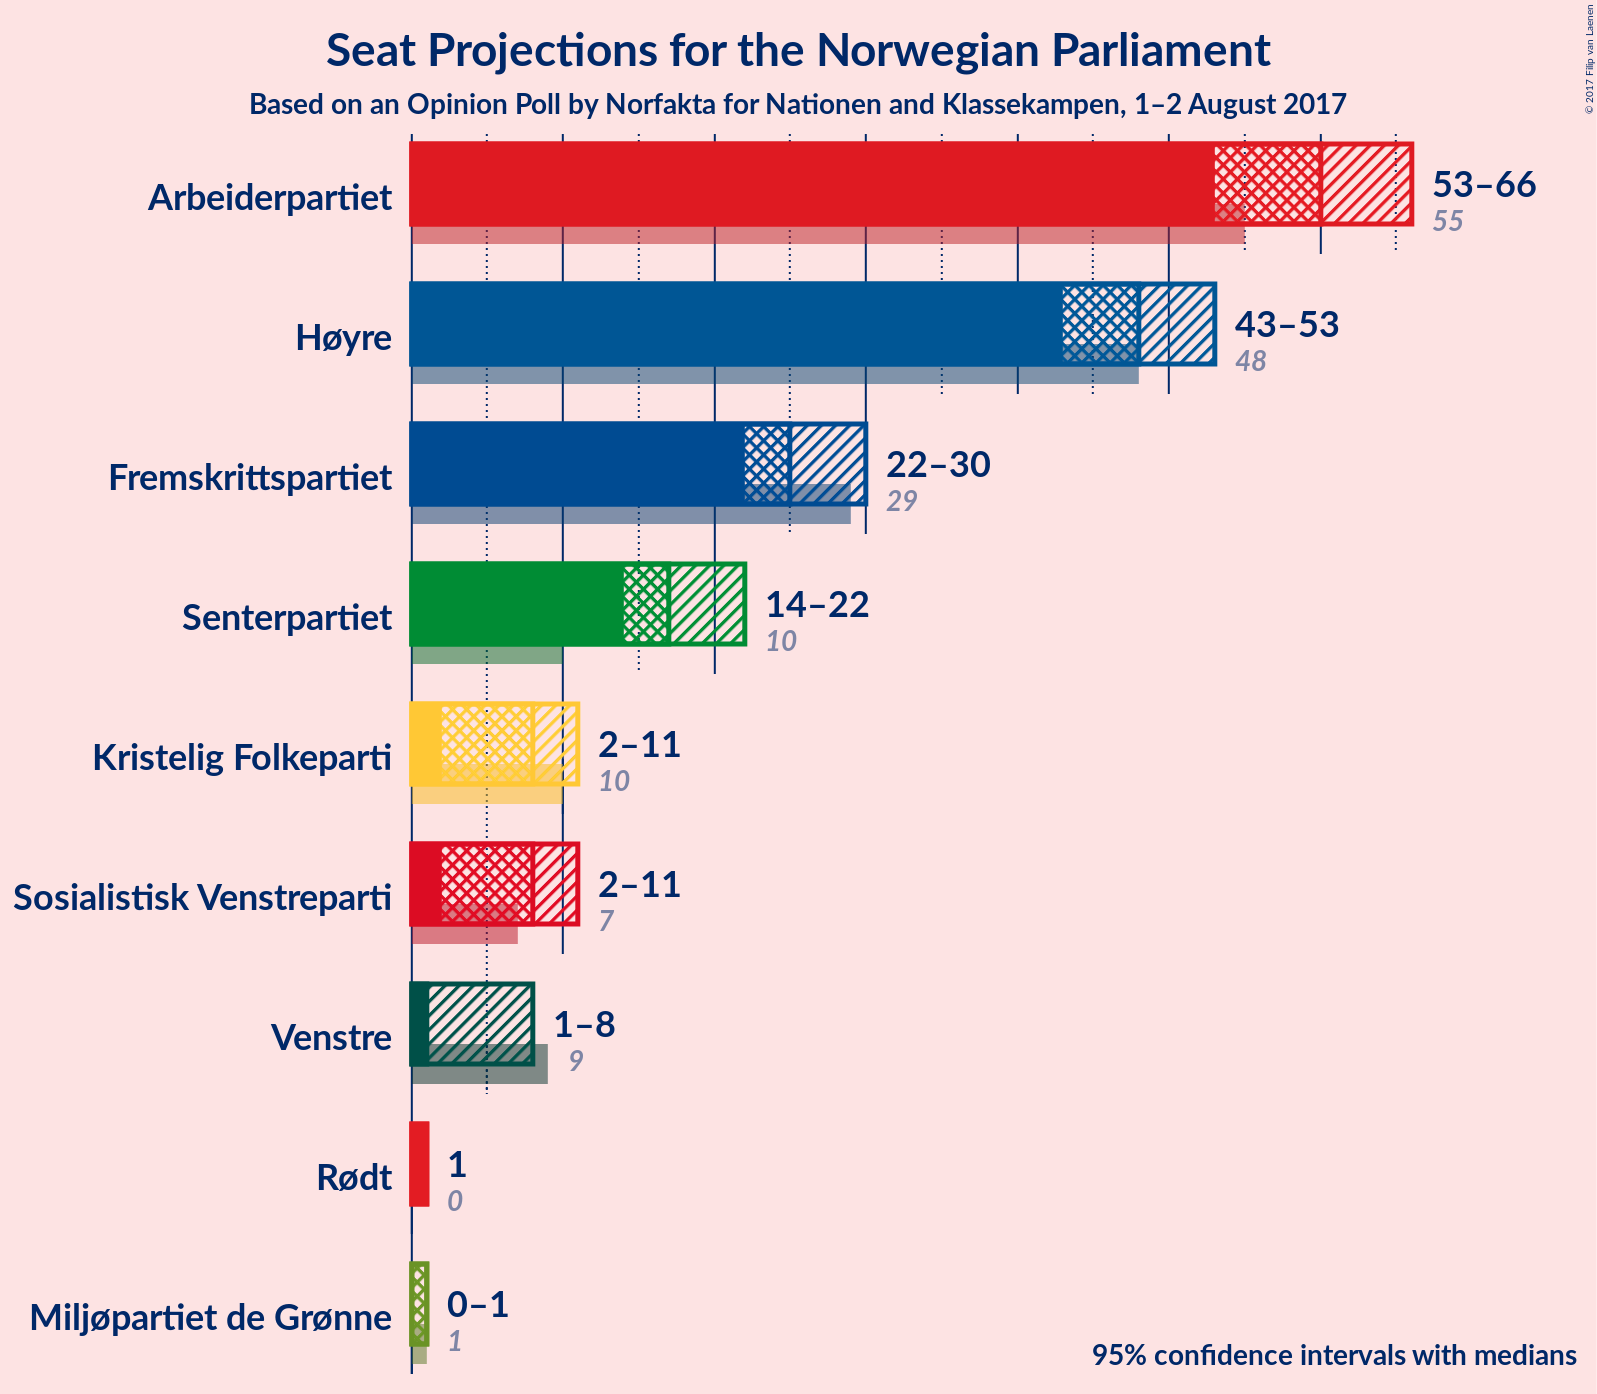 © 2017 Filip van Laenen
Seat Projections for the Norwegian Parliament
Based on an Opinion Poll by Norfakta for Nationen and Klassekampen, 1–2 August 2017
Arbeiderpartiet
53–66
55
Høyre
43–53
48
Fremskrittspartiet
22–30
29
Senterpartiet
14–22
10
Kristelig Folkeparti
2–11
10
Sosialistisk Venstreparti
2–11
7
Venstre
1–8
9
Rødt
1
0
Miljøpartiet de Grønne
0–1
1
95% confidence intervals with medians